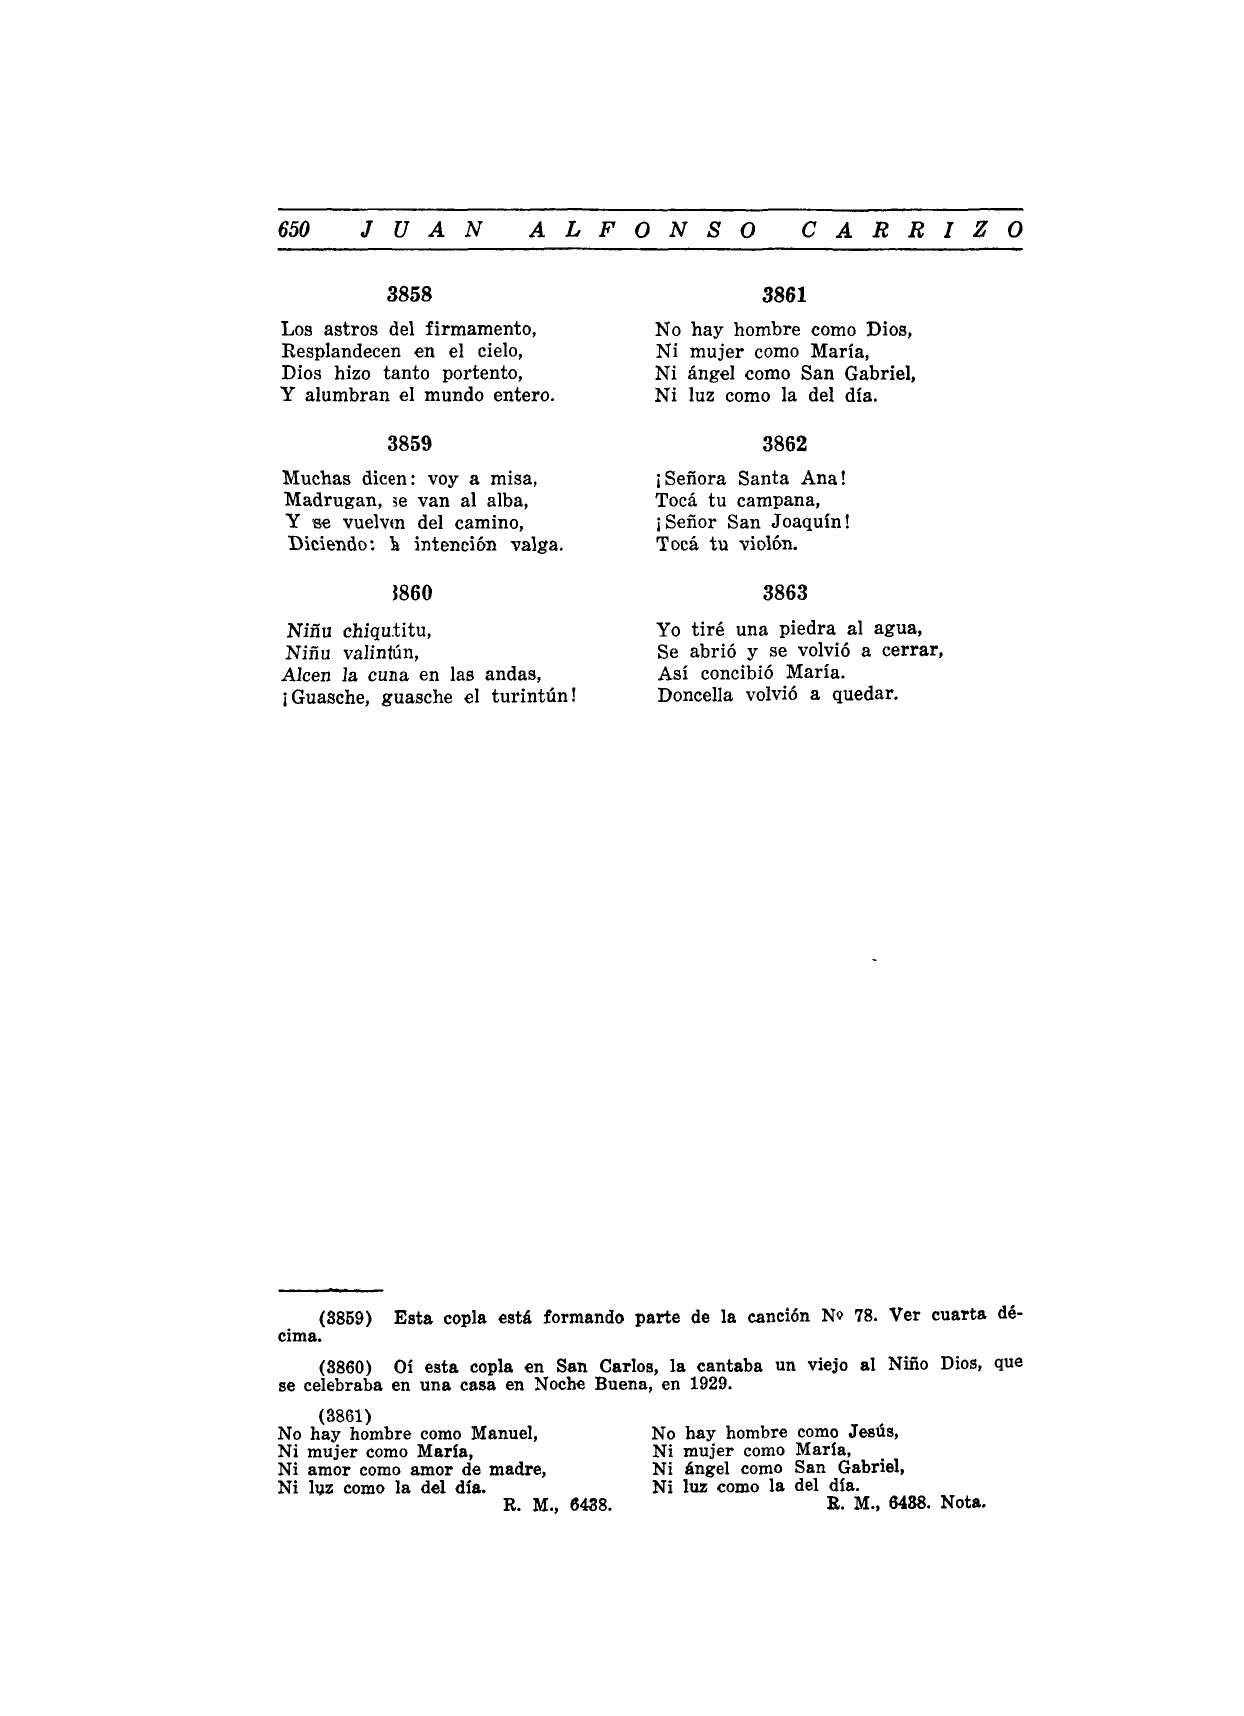 650 JUAN ALFONSO CARRIZO
3858
Los astros del firmamento,
Resplandecen en el cielo,
Dios hizo tanto portento,
Y alumbran el mundo entero.
3859
Muchas dicen: voy a misa,
Madrugan, se van al alba,
Y se vuelven del camino,
Diciendo: la intención valga.
3860
Niñu chiqutitu,
Niñu valintún,
Alcen la cuna en las andas,
¡Guasche, guasche el turintún!
3861
No hay hombre como Dios,
Ni mujer como María,
Ni ángel como San Gabriel,
Ni luz como la del día.
3862
¡Señora Santa Ana!
Tocá tu campana,
¡Señor San Joaquín!
Tocá tu violón.
3863
Yo tiré una piedra al agua,
Se abrió y se volvió a cerrar,
Así concibió María.
Doncella volvió a quedar.
(3859) Esta copla está formando parte de la canción Nº 78. Ver cuarta dé-
cima.
(3860) Oí esta copla en San Carlos, la cantaba un viejo al Niño Dios, que
se celebraba en una casa en Noche Buena, en 1929.
(3861)
No hay hombre como Manuel,
Ni mujer como María,
Ni amor como amor de madre,
Ni luz como la del día.
R. M., 6438.
No hay hombre como Jesús,
Ni mujer como María,
Ni ángel como San Gabriel,
Ni luz como la del día.
R. M., 6438. Nota.